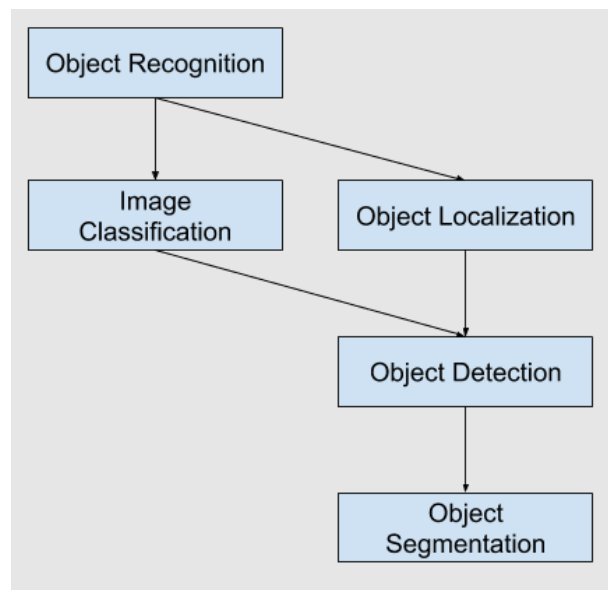 Object Recognition
Image
Classification
Object Localization
Object Detection
Object
Segmentation